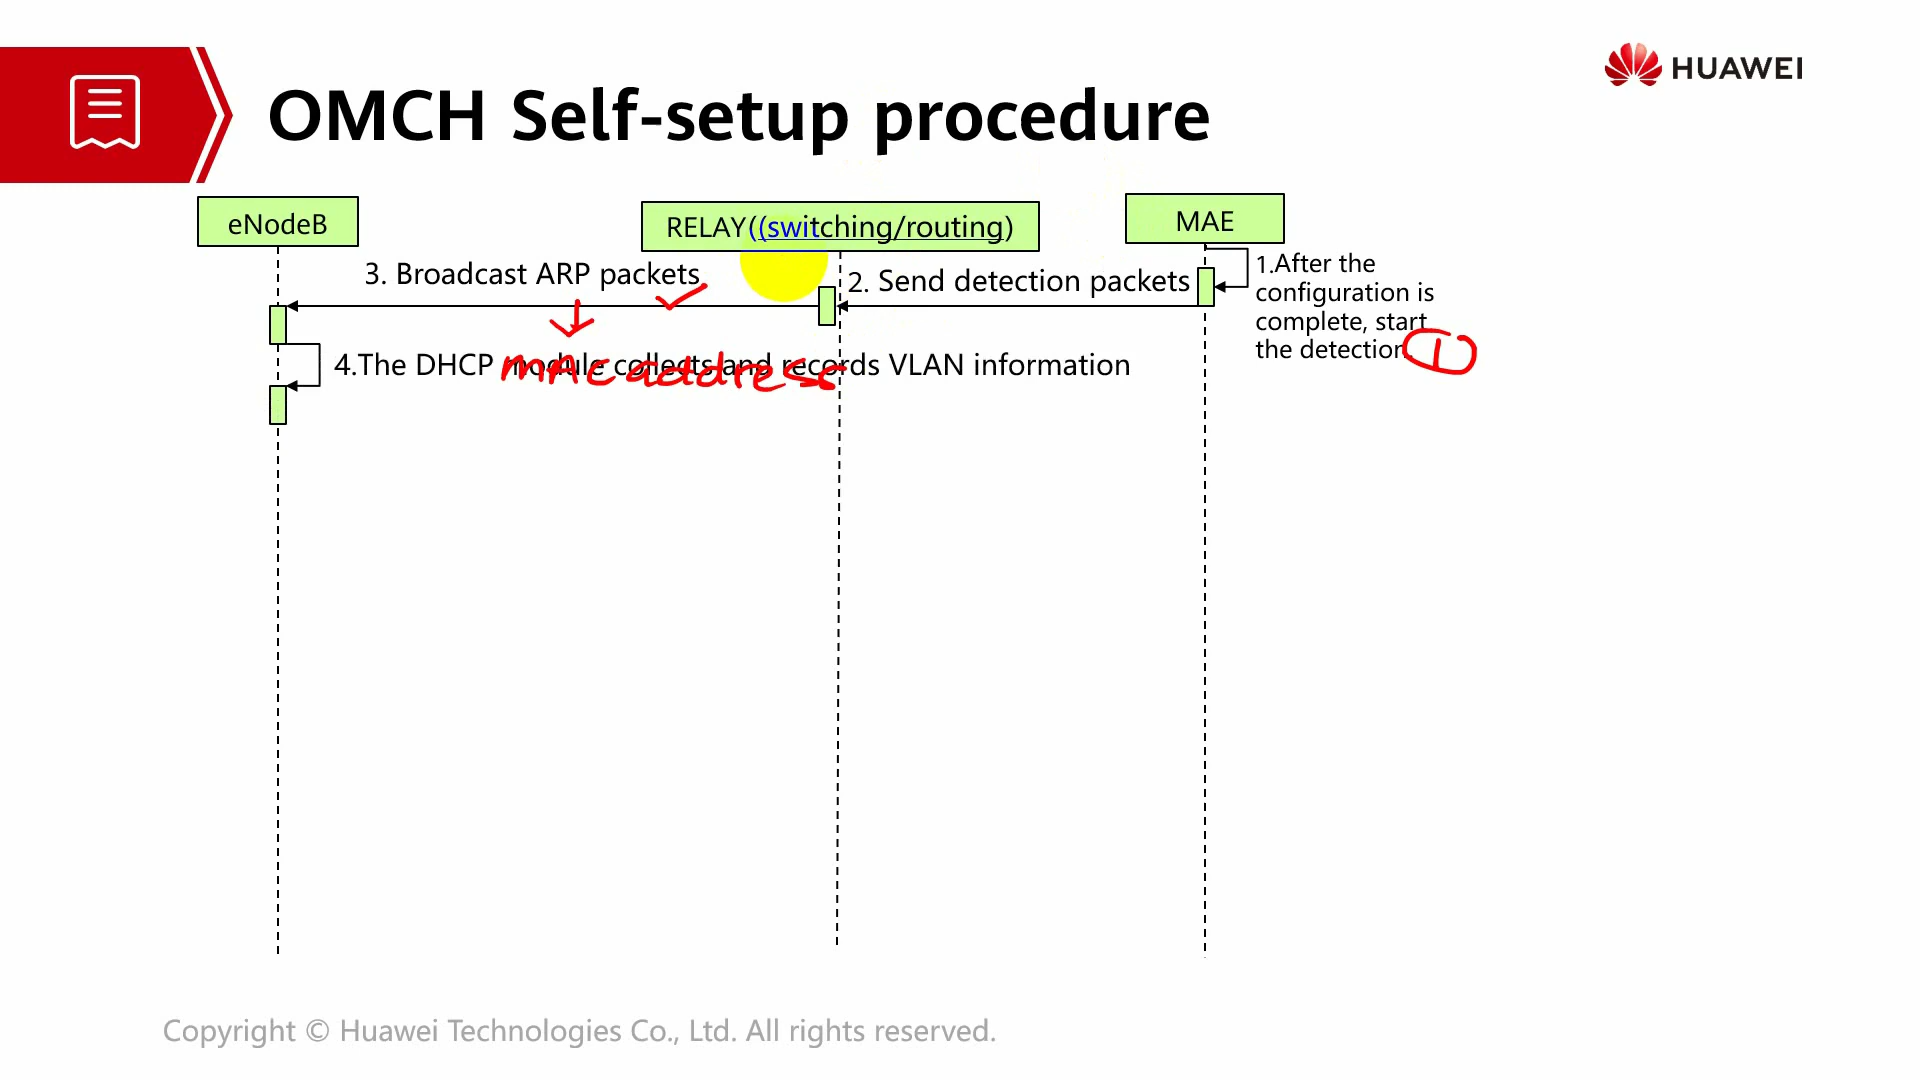 HUAWEI
OMCH Self-setup procedure
eNodeB
RELAY((switching/routing)
MAE
3. Broadcast ARP packets
2. Send detection packets
1.After the
configuration is
complete, start
the detection.
1
4.The DHCP module collects and records VLAN information
MAC address
Copyright © Huawei Technologies Co., Ltd. All rights reserved.